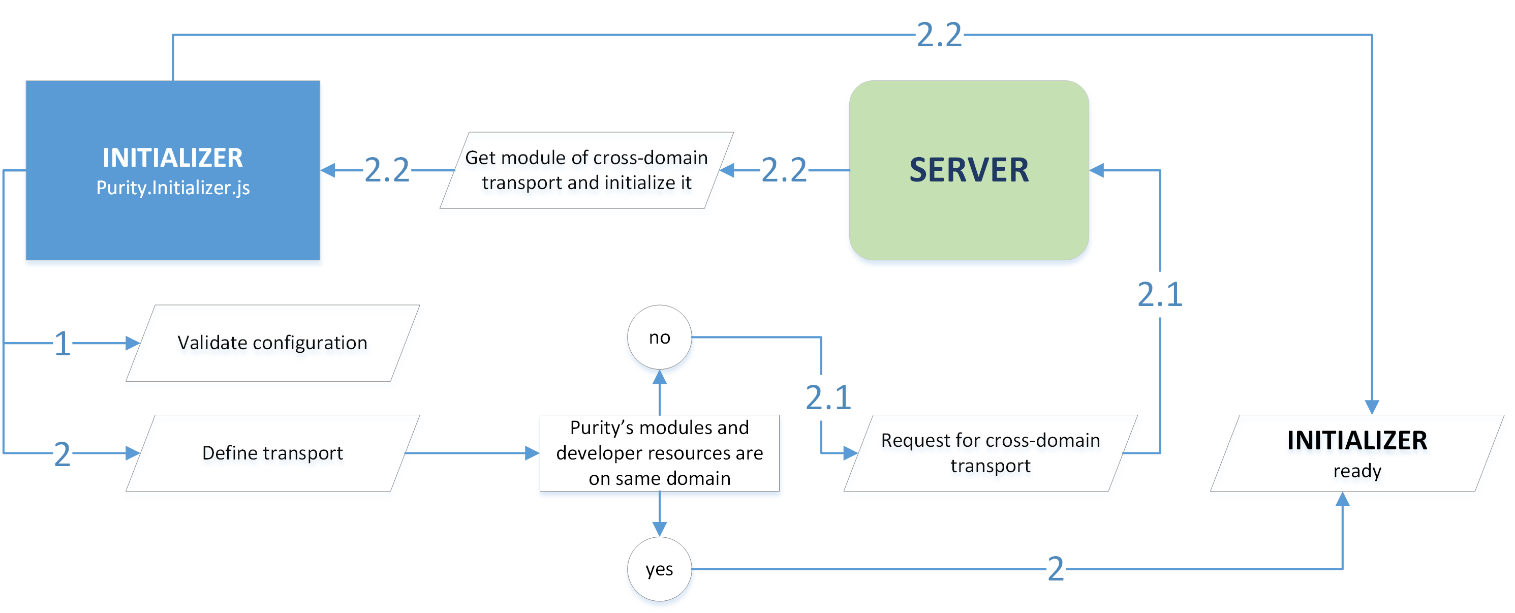 2.2
INITIALIZER
Purity.Initializer.js
2.2
Get module of cross-domain
transport and initialize it
2.2
SERVER
2.1
1
Validate configuration
no
2.1
2
Define transport
Purity’s modules and
developer resources are
on same domain
Request for cross-domain
transport
INITIALIZER
ready
yes
2